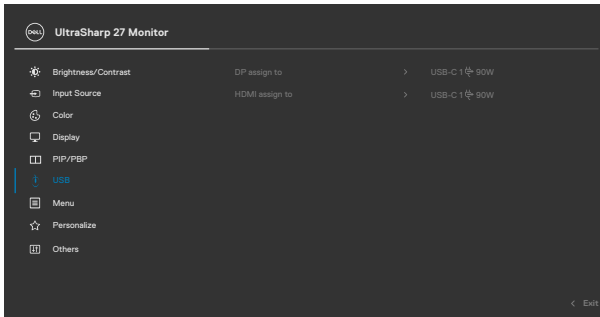 DELL UltraSharp 27 Monitor
Brightness/Contrast DP assign to > USB-C 1 90W
Input Source HDMI assign to > USB-C 1 90W
Color
Display
PIP/PBP
USB
Menu
Personalize
Others
< Exit